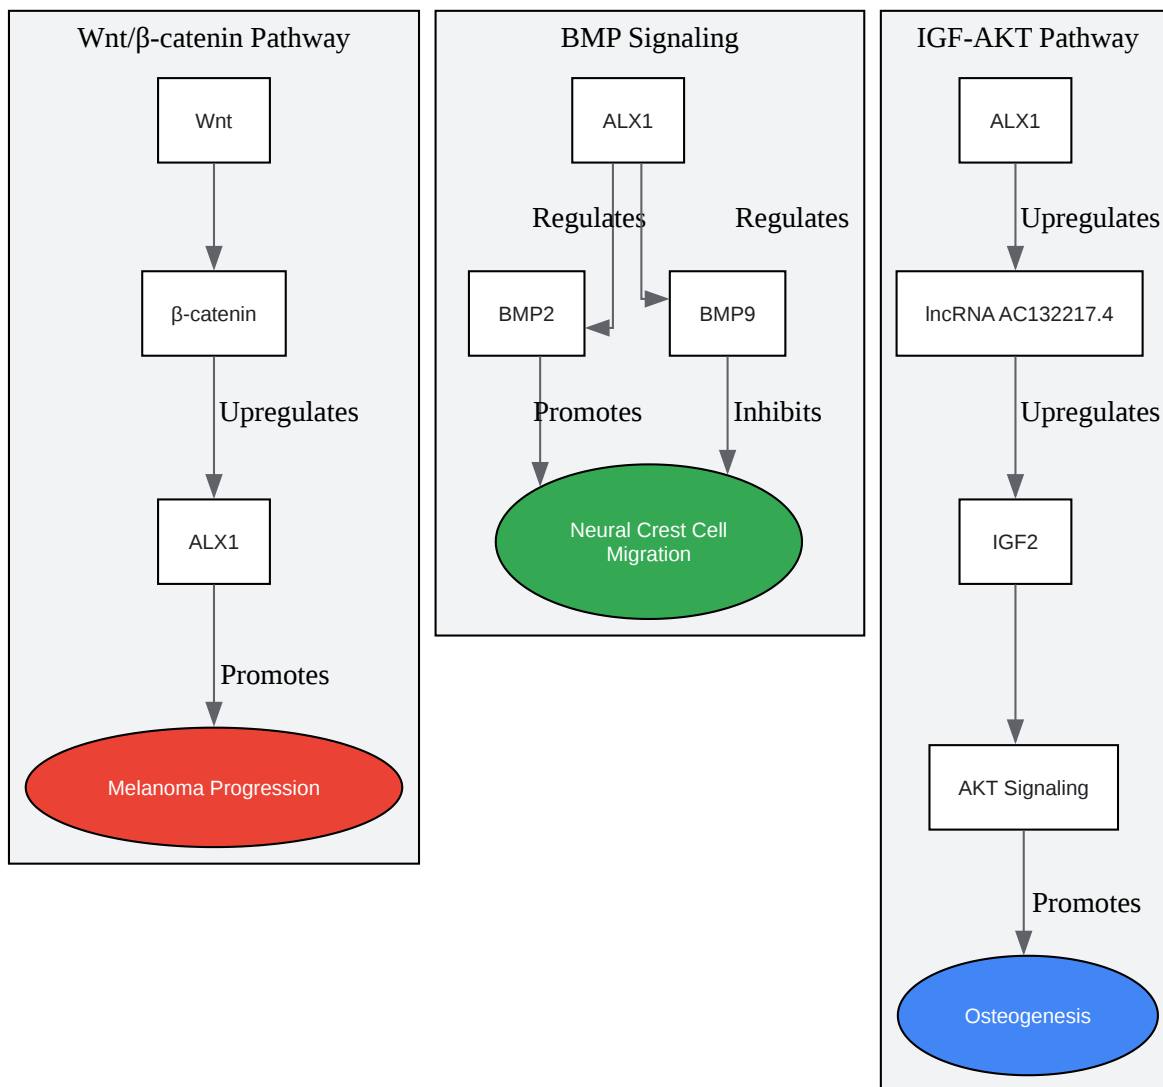 Wnt/β-catenin Pathway
Wnt
β-catenin
Upregulates
ALX1
Promotes
Melanoma Progression
BMP Signaling
ALX1
Regulates
Regulates
BMP2
BMP9
Promotes
Inhibits
Neural Crest Cell
Migration
IGF-AKT Pathway
ALX1
Upregulates
lncRNA AC132217.4
Upregulates
IGF2
AKT Signaling
Promotes
Osteogenesis